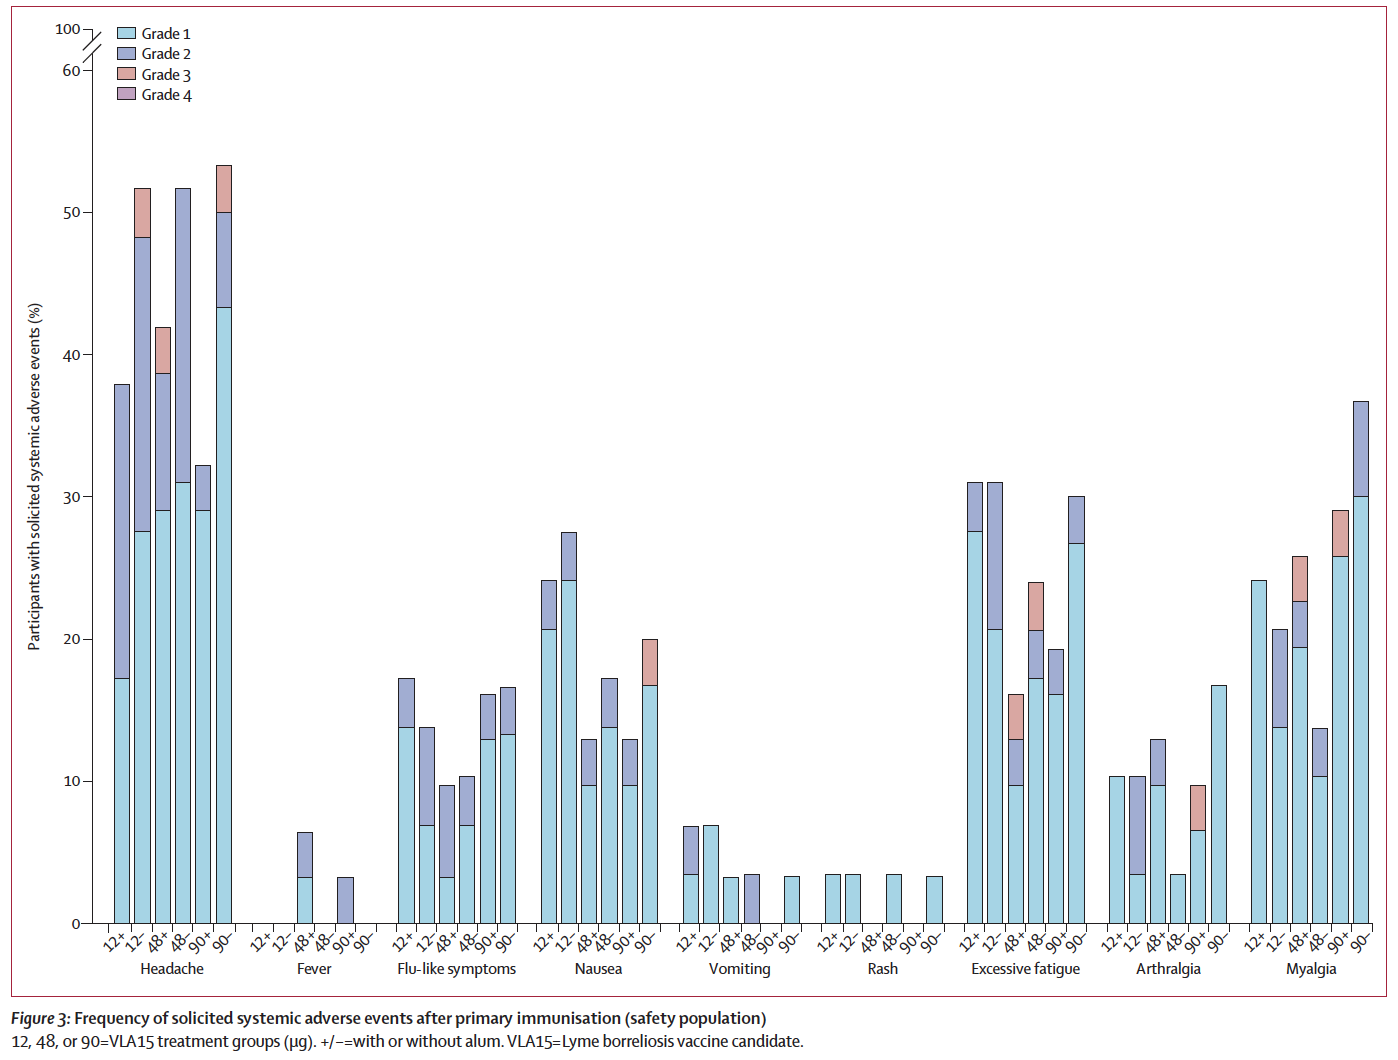 100
60
50
40
30
20
10
0
Participants with solicited systemic adverse events (%)
Grade 1
Grade 2
Grade 3
Grade 4
12+ 12– 48+ 48– 90+ 90– 12+ 12– 48+ 48– 90+ 90– 12+ 12– 48+ 48– 90+ 90– 12+ 12– 48+ 48– 90+ 90– 12+ 12– 48+ 48– 90+ 90– 12+ 12– 48+ 48– 90+ 90– 12+ 12– 48+ 48– 90+ 90– 12+ 12– 48+ 48– 90+ 90– 12+ 12– 48+ 48– 90+ 90–
Headache Fever Flu-like symptoms Nausea Vomiting Rash Excessive fatigue Arthralgia Myalgia
Figure 3: Frequency of solicited systemic adverse events after primary immunisation (safety population)
12, 48, or 90=VLA15 treatment groups (μg). +/–=with or without alum. VLA15=Lyme borreliosis vaccine candidate.